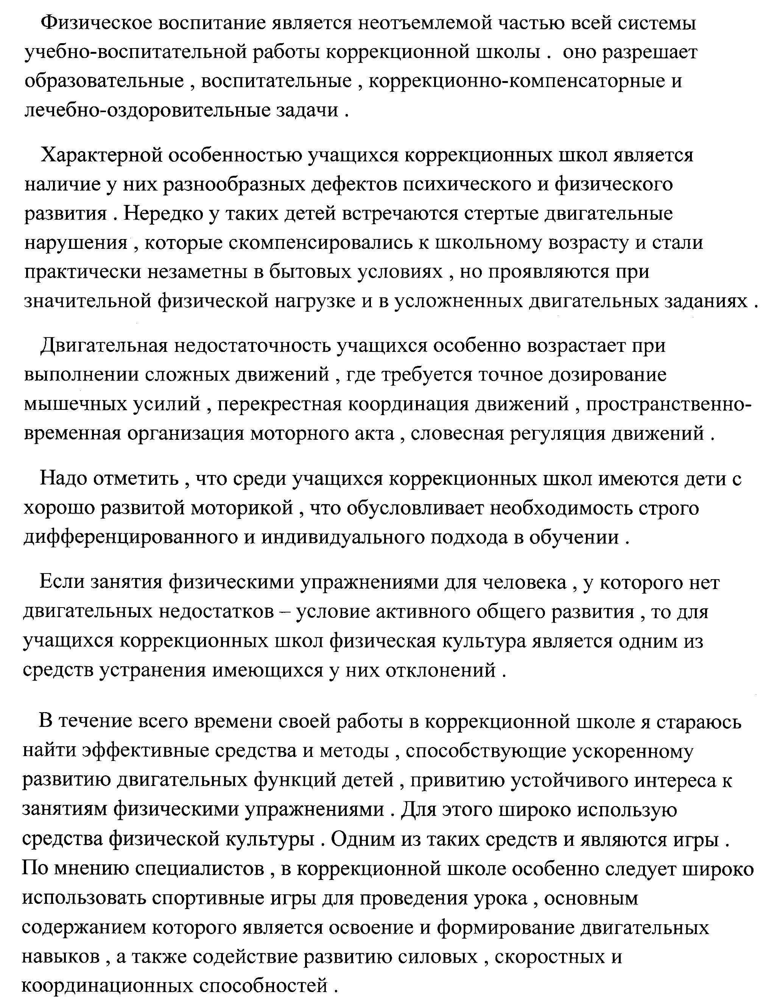 Физическое воспитание является неотъемлемой частью всей системы
учебно-воспитательной работы коррекционной школы .  оно разрешает
образовательные , воспитательные , коррекционно-компенсаторные и
лечебно-оздоровительные задачи .
Характерной особенностью учащихся коррекционных школ является
наличие у них разнообразных дефектов психического и физического
развития . Нередко у таких детей встречаются стертые двигательные
нарушения , которые скомпенсировались к школьному возрасту и стали
практически незаметны в бытовых условиях , но проявляются при
значительной физической нагрузке и в усложненных двигательных заданиях .
Двигательная недостаточность учащихся особенно возрастает при
выполнении сложных движений , где требуется точное дозирование
мышечных усилий , перекрестная координация движений , пространственно-
временная организация моторного акта , словесная регуляция движений .
Надо отметить , что среди учащихся коррекционных школ имеются дети с
хорошо развитой моторикой , что обусловливает необходимость строго
дифференцированного и индивидуального подхода в обучении .
Если занятия физическими упражнениями для человека , у которого нет
двигательных недостатков – условие активного общего развития , то для
учащихся коррекционных школ физическая культура является одним из
средств устранения имеющихся у них отклонений .
В течение всего времени своей работы в коррекционной школе я стараюсь
найти эффективные средства и методы , способствующие ускоренному
развитию двигательных функций детей , привитию устойчивого интереса к
занятиям физическими упражнениями . Для этого широко использую
средства физической культуры . Одним из таких средств и являются игры .
По мнению специалистов , в коррекционной школе особенно следует широко
использовать спортивные игры для проведения урока , основным
содержанием которого является освоение и формирование двигательных
навыков , а также содействие развитию силовых , скоростных и
координационных способностей .